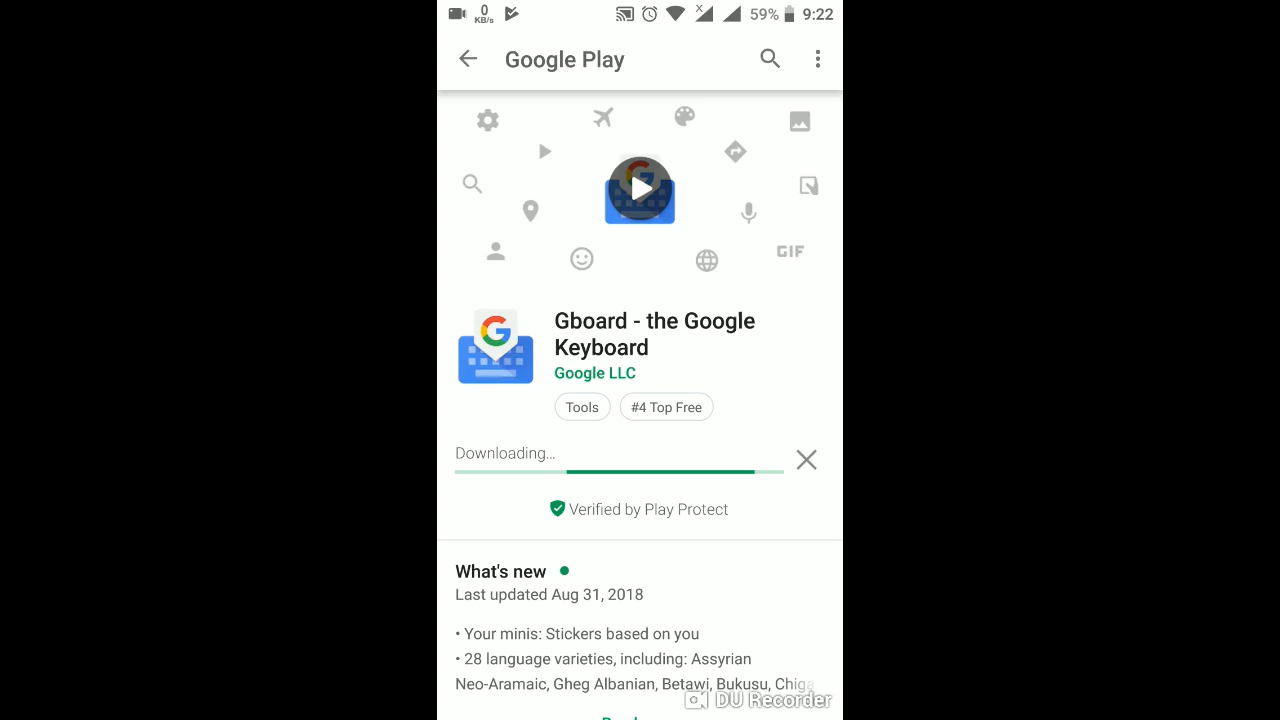 0
KB/s
X
59%
9:22
Google Play
G
GIF
G
Gboard - the Google
Keyboard
Google LLC
Tools
#4 Top Free
Downloading...
Verified by Play Protect
What's new
Last updated Aug 31, 2018
• Your minis: Stickers based on you
• 28 language varieties, including: Assyrian
Neo-Aramaic, Gheg Albanian, Betawi, Bukusu, Chiga
DU Recorder